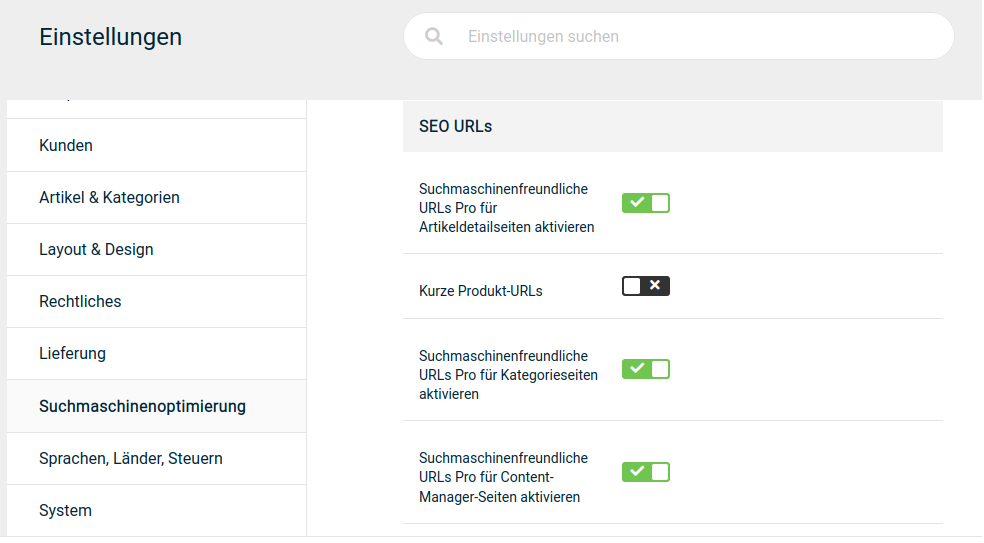 Einstellungen
Einstellungen suchen
Kunden
Artikel & Kategorien
Layout & Design
Rechtliches
Lieferung
Suchmaschinenoptimierung
Sprachen, Länder, Steuern
System
SEO URLs
Suchmaschinenfreundliche
URLs Pro für
Artikeldetailseiten aktivieren
Kurze Produkt-URLs
Suchmaschinenfreundliche
URLs Pro für Kategorieseiten
aktivieren
Suchmaschinenfreundliche
URLs Pro für Content-
Manager-Seiten aktivieren